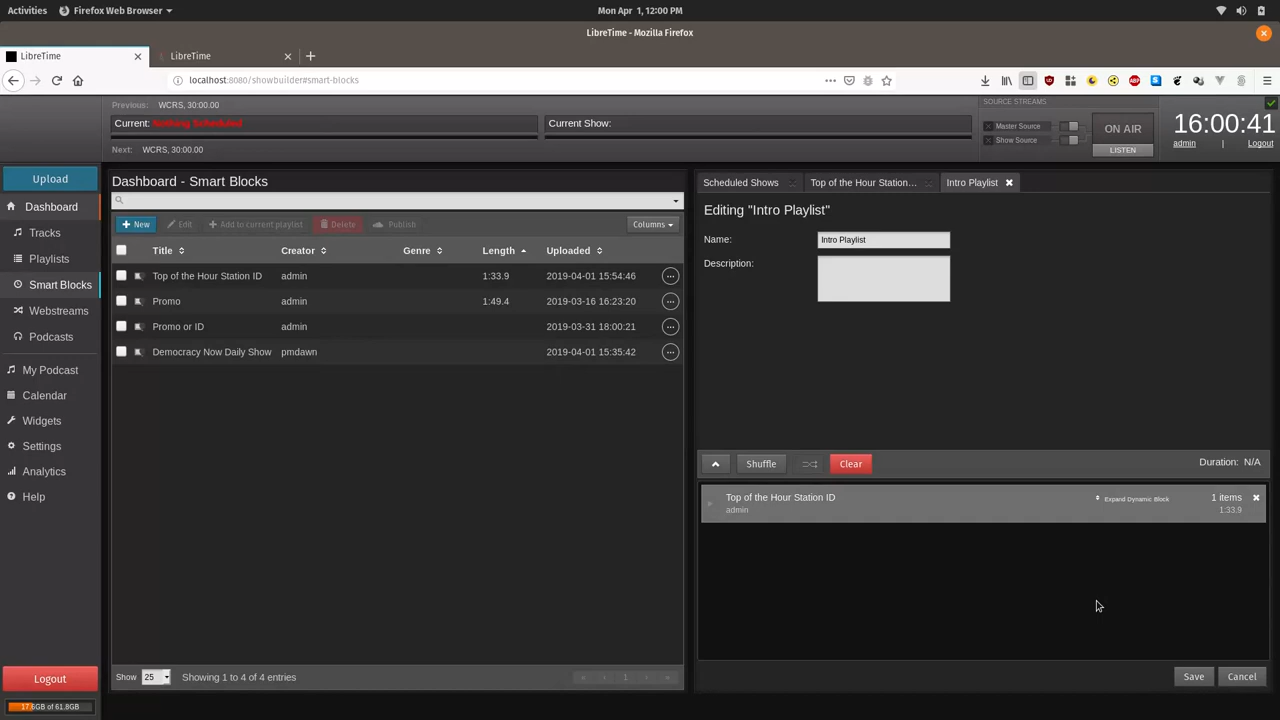 Activities Firefox Web Browser Mon Apr 1, 12:00 PM
LibreTime - Mozilla Firefox
LibreTime LibreTime
localhost:8080/showbuilder#smart-blocks
Previous: WCRS, 30:00.00
Current: Nothing Scheduled
Current Show:
Next: WCRS, 30:00.00
SOURCE STREAMS
Master Source
Show Source
ON AIR
LISTEN
16:00:41
admin | Logout
Upload
Dashboard
Tracks
Playlists
Smart Blocks
Webstreams
Podcasts
My Podcast
Calendar
Widgets
Settings
Analytics
Help
Logout
17.6GB of 61.8GB
Dashboard - Smart Blocks
New Edit Add to current playlist Delete Publish Columns
Title Creator Genre Length Uploaded
Top of the Hour Station ID admin 1:33.9 2019-04-01 15:54:46
Promo admin 1:49.4 2019-03-16 16:23:20
Promo or ID admin 2019-03-31 18:00:21
Democracy Now Daily Show pmdawn 2019-04-01 15:35:42
Show 25 Showing 1 to 4 of 4 entries « ‹ 1 › »
Scheduled Shows Top of the Hour Station... Intro Playlist
Editing "Intro Playlist"
Name: Intro Playlist
Description:
Shuffle Clear Duration: N/A
Top of the Hour Station ID Expand Dynamic Block 1 items
admin 1:33.9
Save Cancel